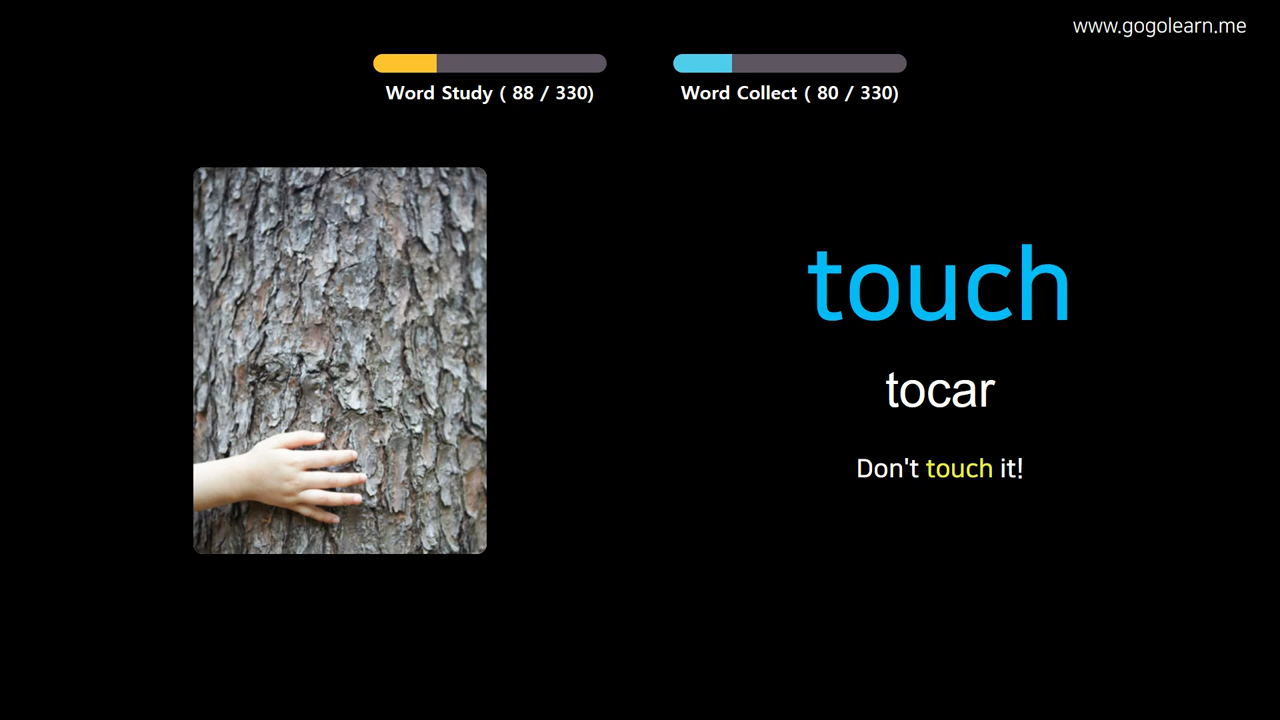 www.gogolearn.me
Word Study ( 88 / 330)
Word Collect ( 80 / 330)
touch
tocar
Don't touch it!